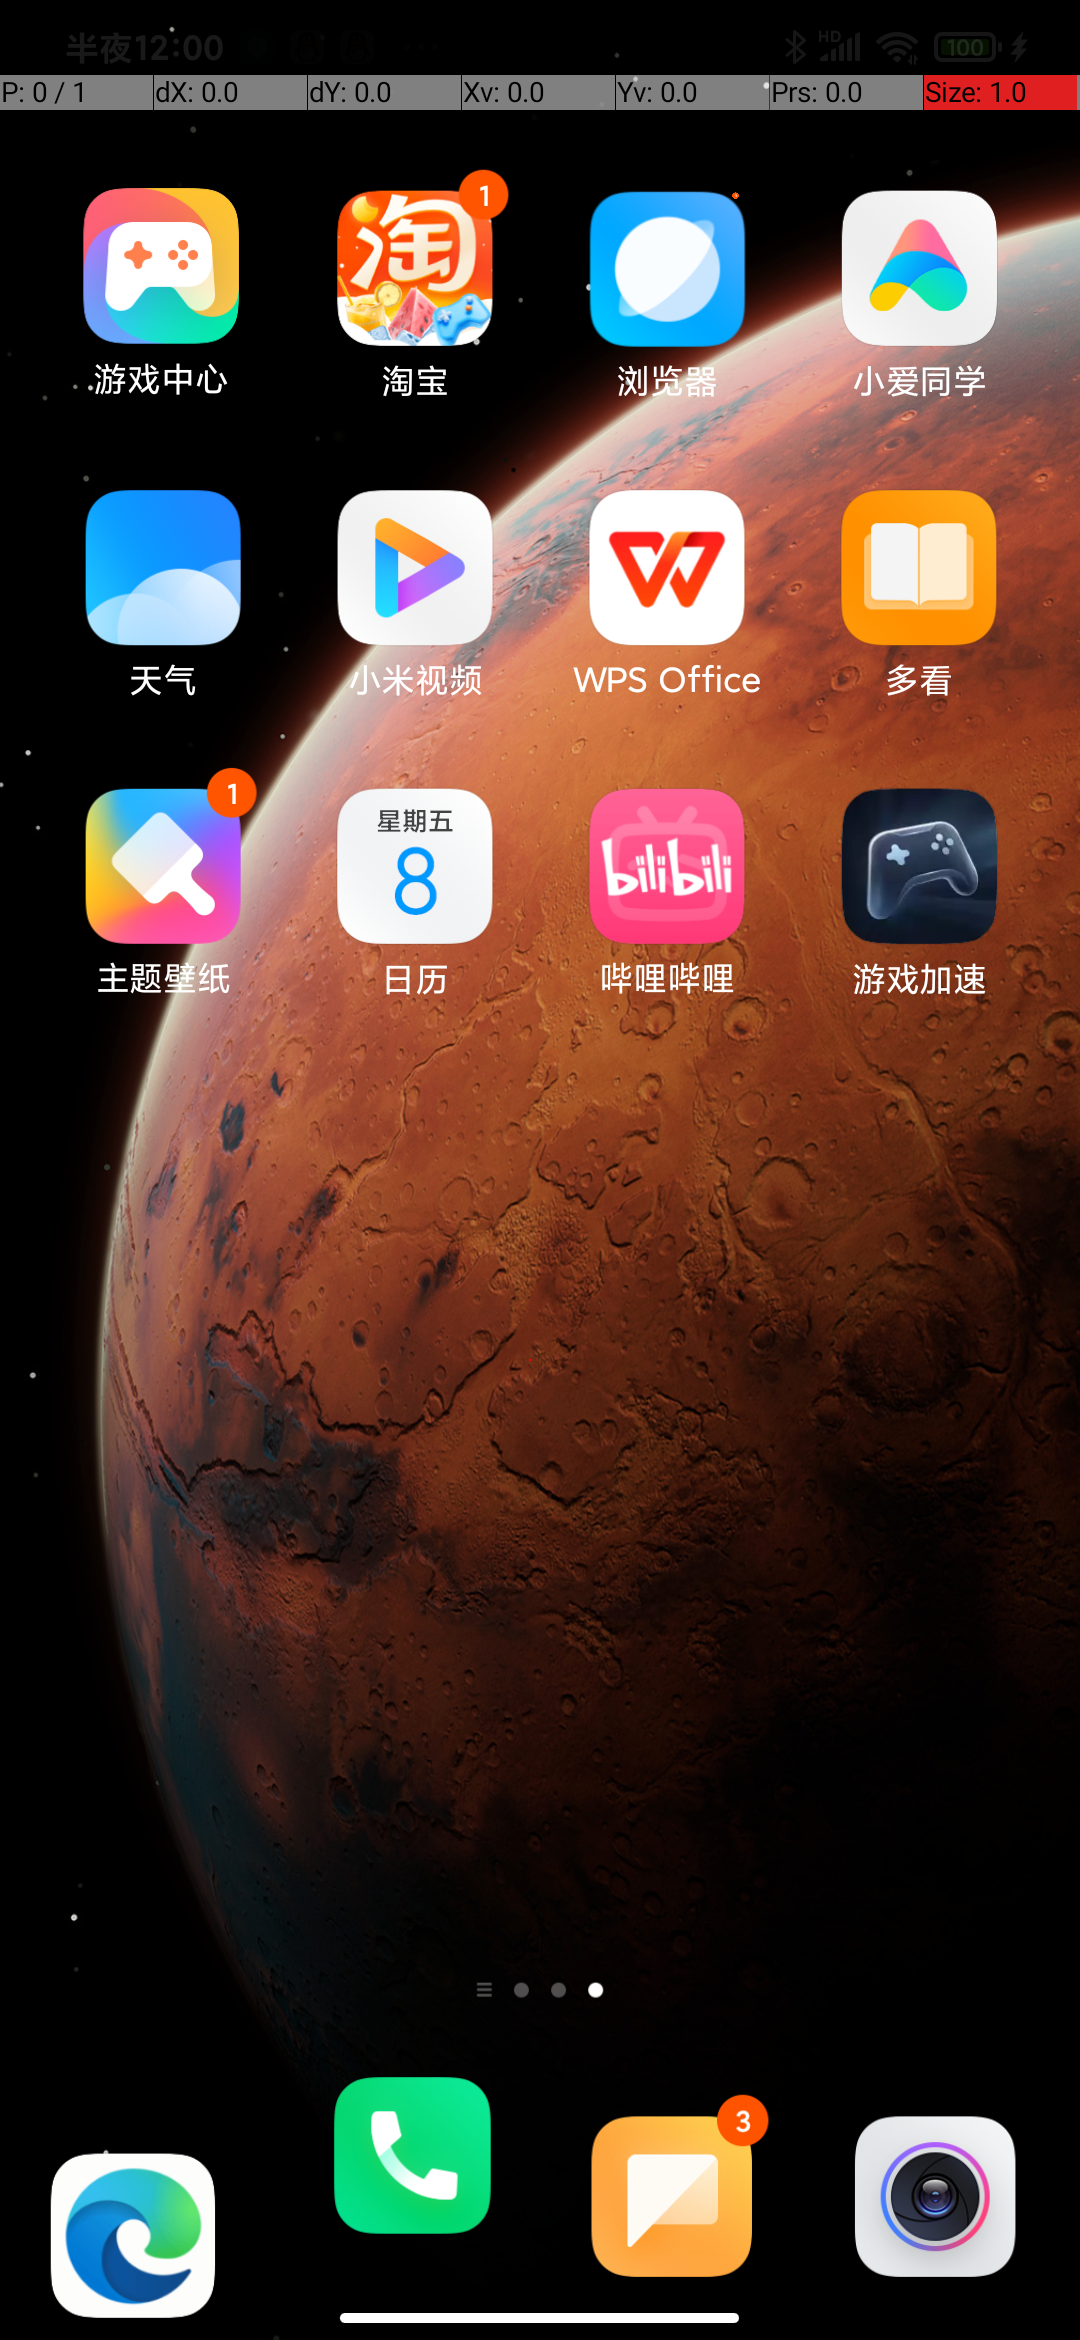 半夜12:00
HD
100
P: 0 / 1
dX: 0.0
dY: 0.0
Xv: 0.0
Yv: 0.0
Prs: 0.0
Size: 1.0
1
淘
游戏中心
淘宝
浏览器
小爱同学
天气
小米视频
WPS Office
多看
1
星期五
8
bilibili
主题壁纸
日历
哔哩哔哩
游戏加速
3